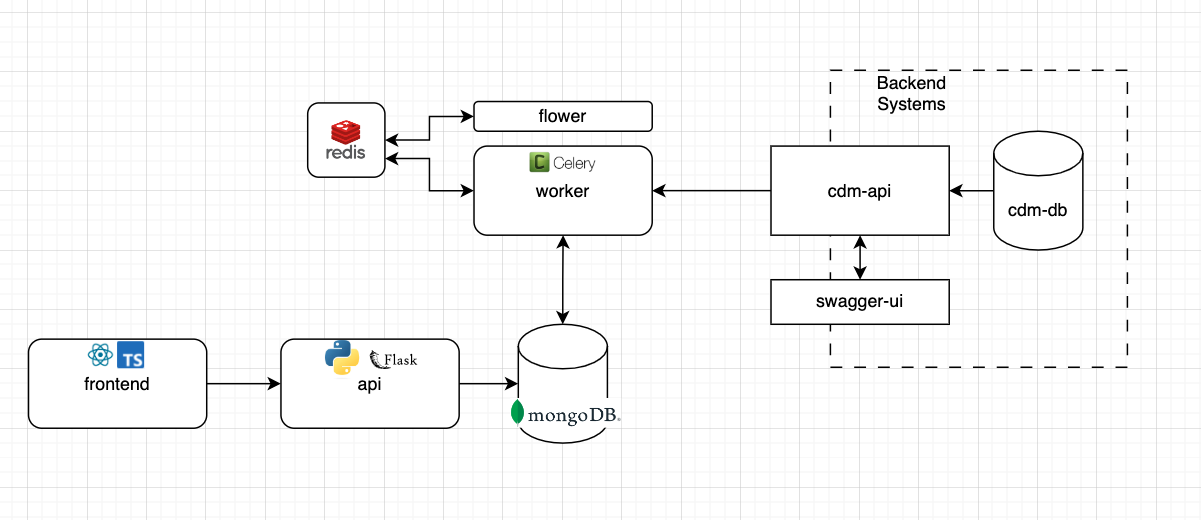 Backend
Systems
flower
redis
C Celery
worker
cdm-api
cdm-db
swagger-ui
TS
frontend
Flask
api
mongoDB.